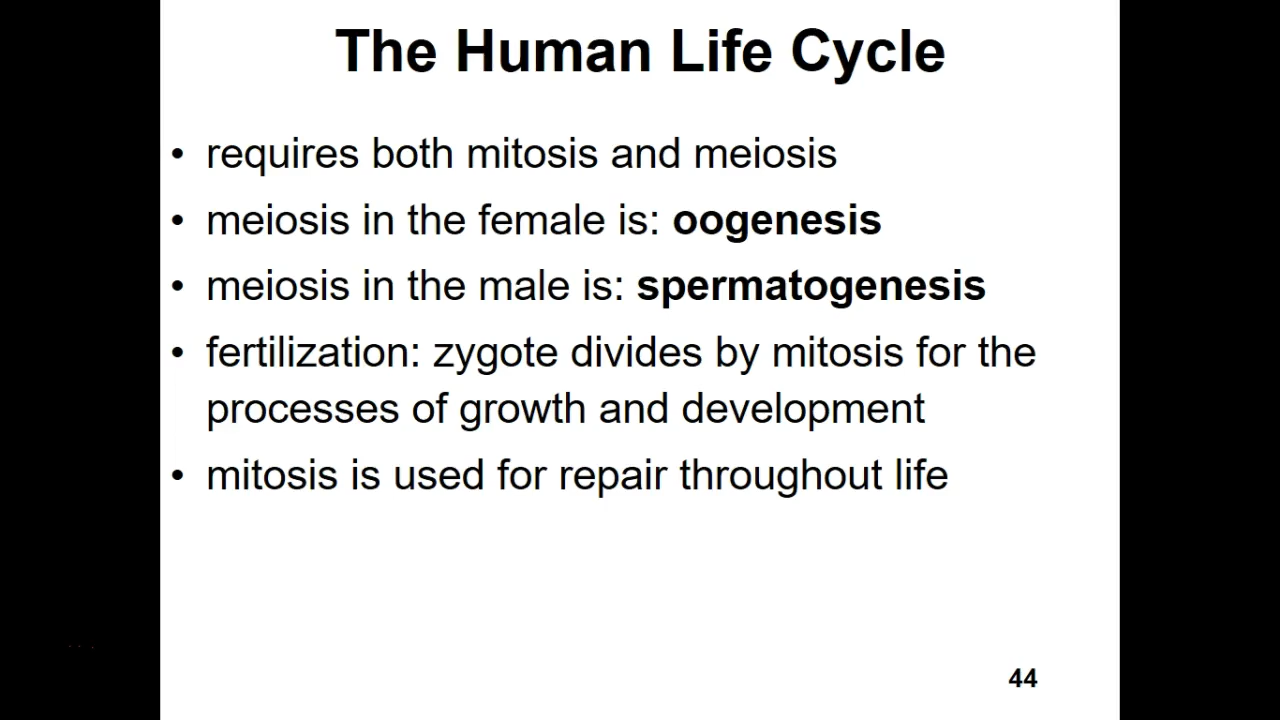 The Human Life Cycle
• requires both mitosis and meiosis
• meiosis in the female is: oogenesis
• meiosis in the male is: spermatogenesis
• fertilization: zygote divides by mitosis for the
processes of growth and development
• mitosis is used for repair throughout life
44